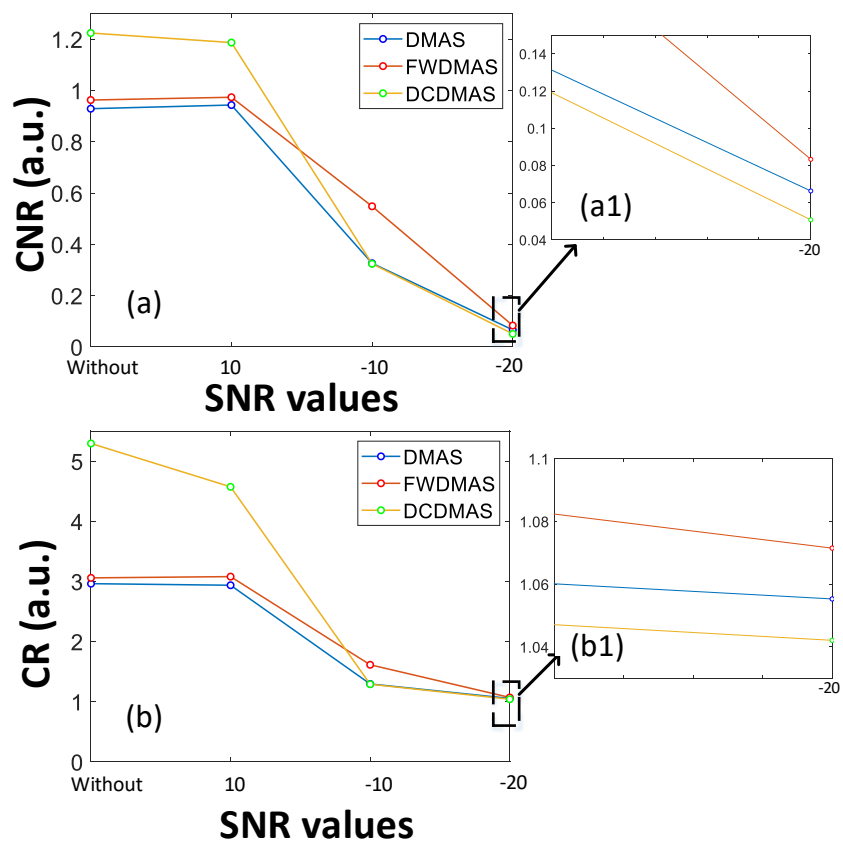 CNR (a.u.)
1.2
1
0.8
0.6
0.4
0.2
0
DMAS
FWDMAS
DCDMAS
(a)
Without 10 -10 -20
SNR values
0.14
0.12
0.1
0.08
0.06
0.04
(a1)
-20
CR (a.u.)
5
4
3
2
1
0
DMAS
FWDMAS
DCDMAS
(b)
Without 10 -10 -20
SNR values
1.1
1.08
1.06
1.04
(b1)
-20